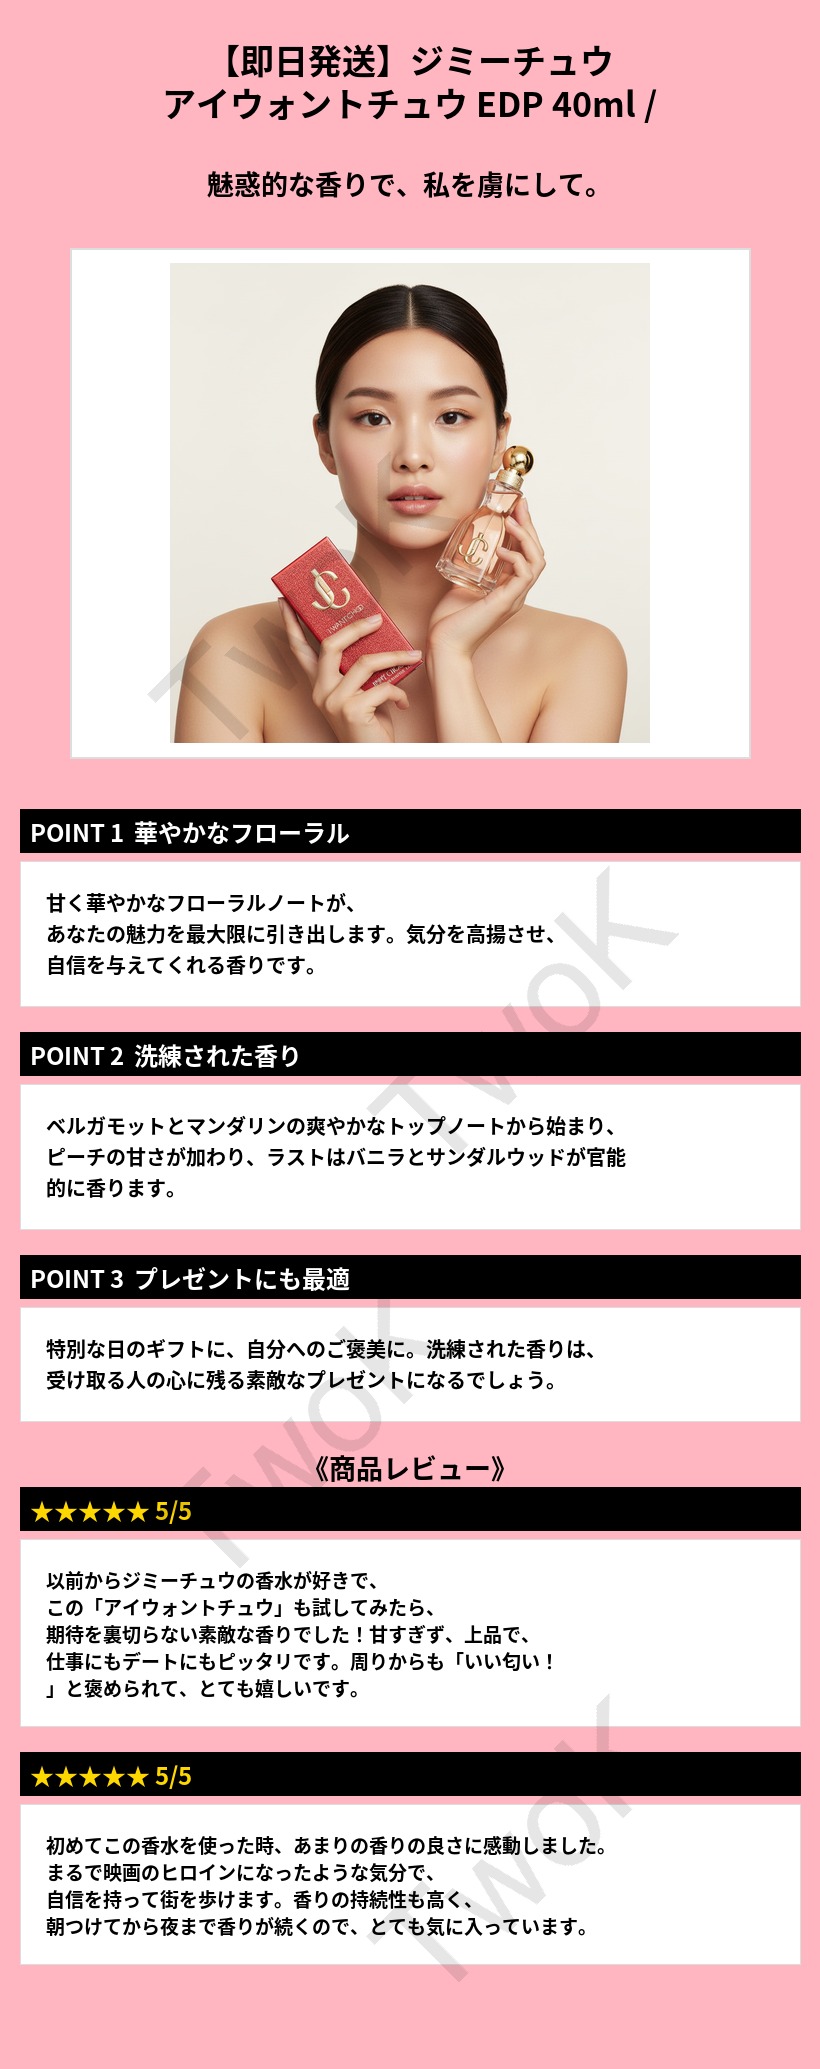 【即日発送】ジミーチュウ
アイウォントチュウ EDP 40ml /
魅惑的な香りで、私を虜にして。
JC
I WANT CHOO
JC
TwoK
POINT 1 華やかなフローラル
甘く華やかなフローラルノートが、
あなたの魅力を最大限に引き出します。気分を高揚させ、
自信を与えてくれる香りです。
TwoK
POINT 2 洗練された香り
ベルガモットとマンダリンの爽やかなトップノートから始まり、
ピーチの甘さが加わり、ラストはバニラとサンダルウッドが官能
的に香ります。
POINT 3 プレゼントにも最適
特別な日のギフトに、自分へのご褒美に。洗練された香りは、
受け取る人の心に残る素敵なプレゼントになるでしょう。
TwoK
《商品レビュー》
★★★★★ 5/5
以前からジミーチュウの香水が好きで、
この「アイウォントチュウ」も試してみたら、
期待を裏切らない素敵な香りでした！甘すぎず、上品で、
仕事にもデートにもピッタリです。周りからも「いい匂い！
」と褒められて、とても嬉しいです。
★★★★★ 5/5
初めてこの香水を使った時、あまりの香りの良さに感動しました。
まるで映画のヒロインになったような気分で、
自信を持って街を歩けます。香りの持続性も高く、
朝つけてから夜まで香りが続くので、とても気に入っています。
TwoK